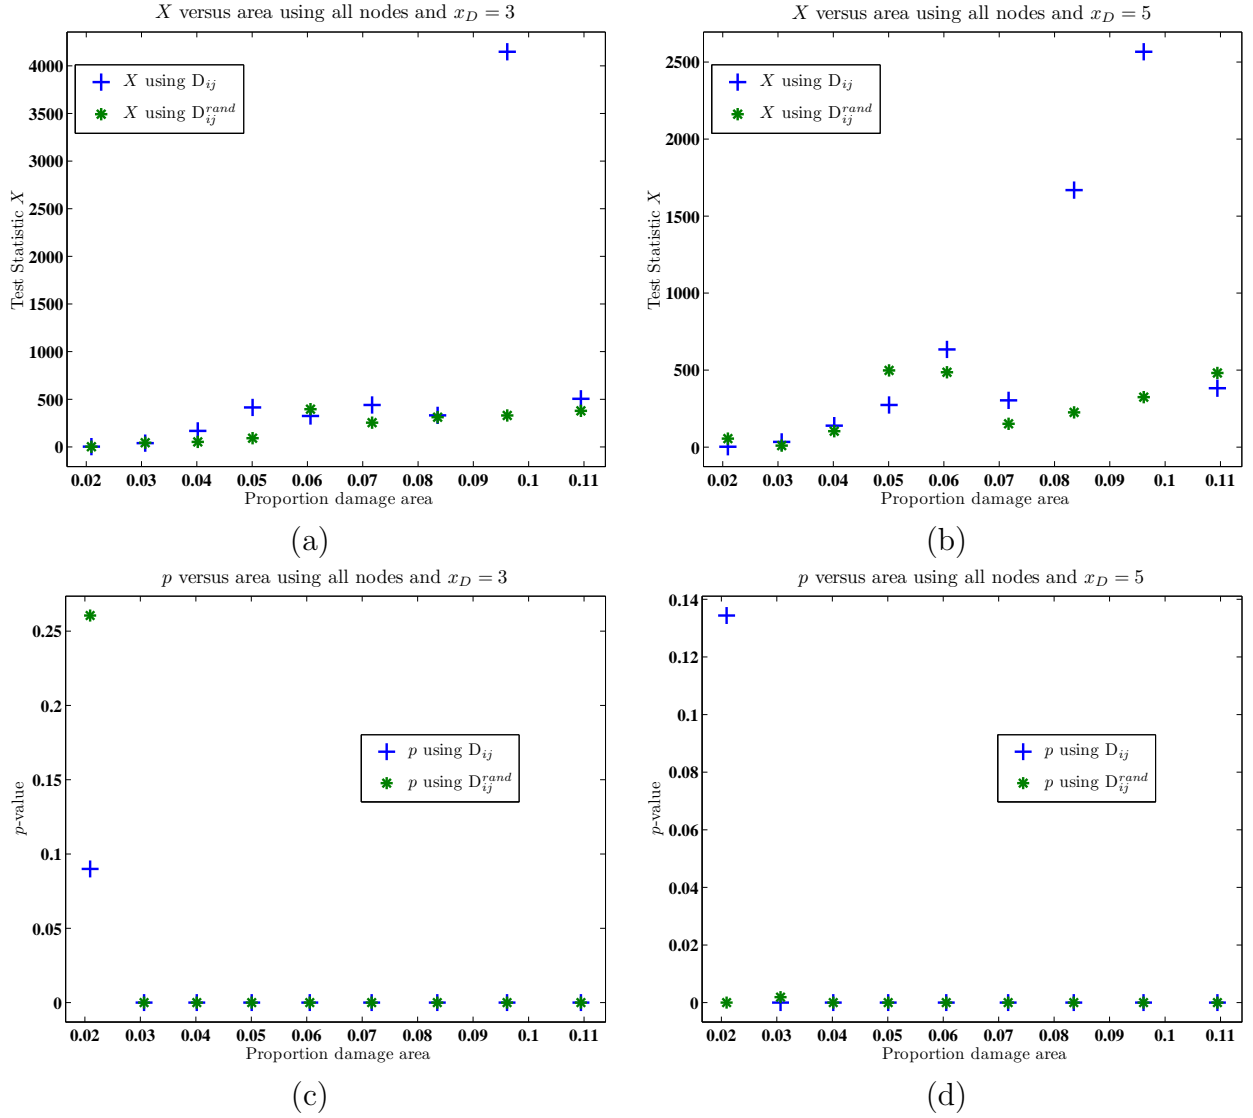 X versus area using all nodes and x_D = 3
4000
3500
3000
2500
2000
1500
1000
500
0
Test Statistic X
X using D_ij
X using D_ij^rand
0.02 0.03 0.04 0.05 0.06 0.07 0.08 0.09 0.1 0.11
Proportion damage area
(a)
X versus area using all nodes and x_D = 5
2500
2000
1500
1000
500
0
Test Statistic X
X using D_ij
X using D_ij^rand
0.02 0.03 0.04 0.05 0.06 0.07 0.08 0.09 0.1 0.11
Proportion damage area
(b)
p versus area using all nodes and x_D = 3
0.25
0.2
0.15
0.1
0.05
0
p-value
p using D_ij
p using D_ij^rand
0.02 0.03 0.04 0.05 0.06 0.07 0.08 0.09 0.1 0.11
Proportion damage area
(c)
p versus area using all nodes and x_D = 5
0.14
0.12
0.1
0.08
0.06
0.04
0.02
0
p-value
p using D_ij
p using D_ij^rand
0.02 0.03 0.04 0.05 0.06 0.07 0.08 0.09 0.1 0.11
Proportion damage area
(d)